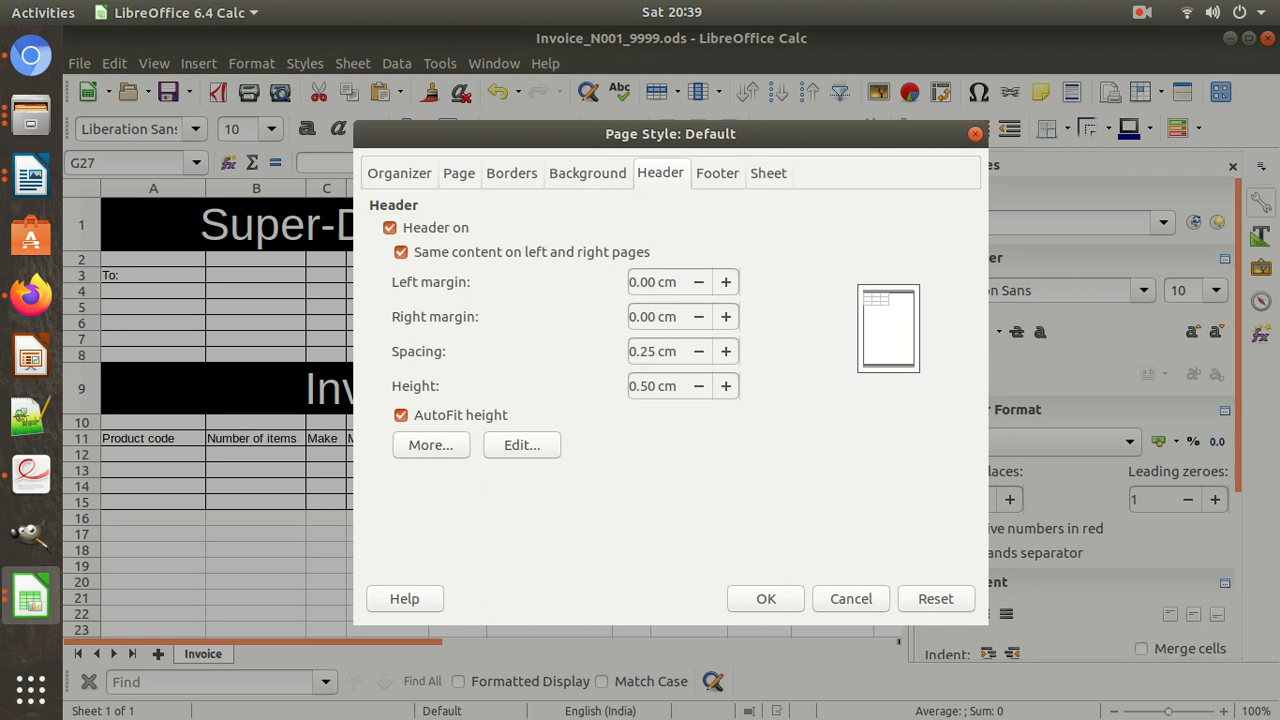 Activities LibreOffice 6.4 Calc Sat 20:39
Invoice_N001_9999.ods - LibreOffice Calc
File Edit View Insert Format Styles Sheet Data Tools Window Help
Abc
Liberation Sans 10 a a
G27
Page Style: Default
Organizer Page Borders Background Header Footer Sheet
Header
Header on
Same content on left and right pages
Left margin: 0.00 cm
Right margin: 0.00 cm
Spacing: 0.25 cm
Height: 0.50 cm
AutoFit height
More... Edit...
Help OK Cancel Reset
A B C
1 Super-D
2
3 To:
4
5
6
7
8
9 Inv
10
11 Product code Number of items Make M
12
13
14
15
16
17
18
19
20
21
22
23
es
er
on Sans 10
r Format
% 0.0
laces: Leading zeroes:
1
ive numbers in red
ands separator
ent
Indent: Merge cells
Invoice
Find Find All Formatted Display Match Case
Sheet 1 of 1 Default English (India) Average: ; Sum: 0 100%